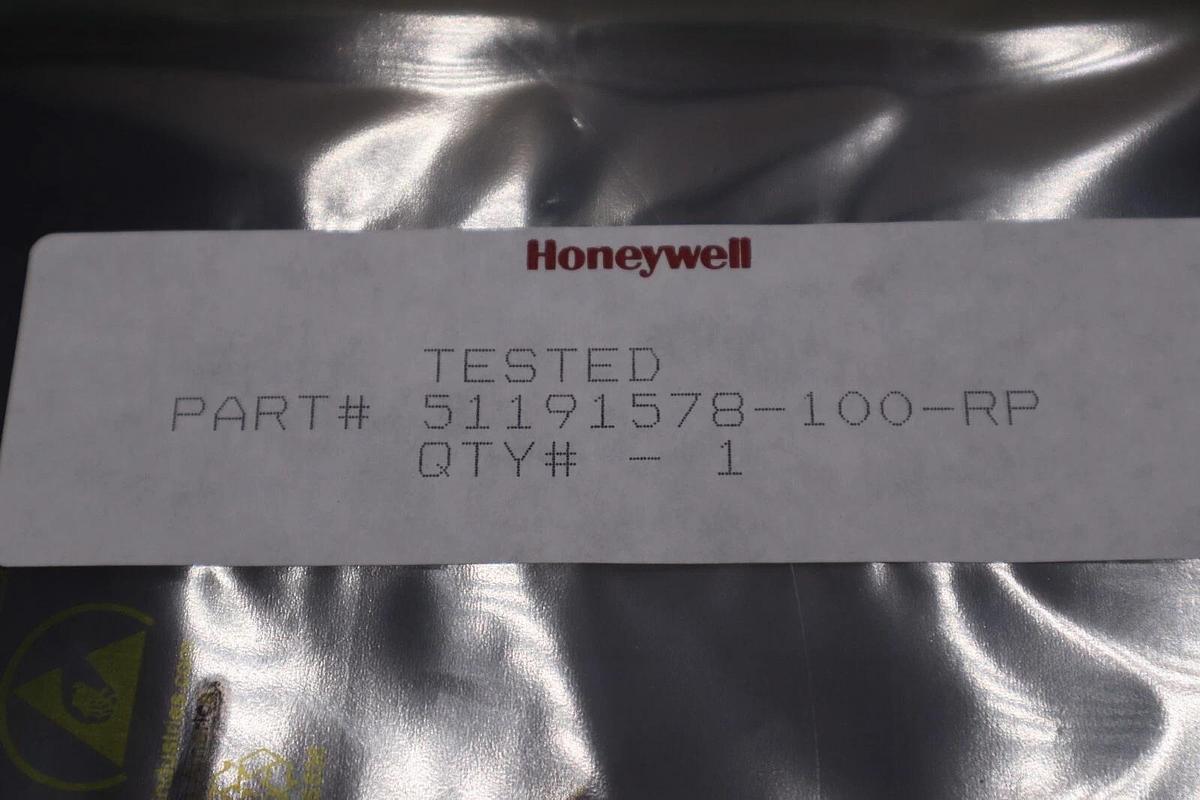 Honeywell
TESTED
PART# 51191578-100-RP
QTY# - 1